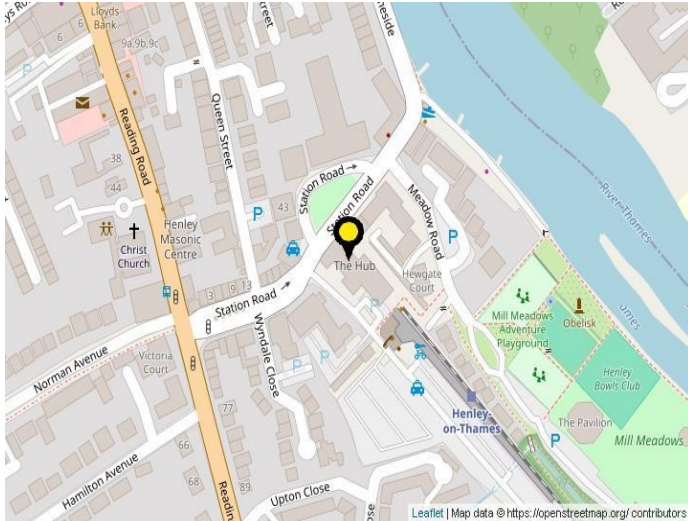 Lloyds
Bank
6
6
9a,9b,9c
Street
Reading Road
Queen Street
P
38
44
43
Station Road →
Station Road
Meadow Road
River Thames
Henley
Masonic
Centre
Christ
Church
P
P
The Hub
Hewgate
Court
3
13
9
Station Road →
Norman Avenue
Victoria
Court
Wyndale Close
P
P
P
Mill Meadows
Adventure
Playground
Obelisk
Henley
Bowls Club
Henley-
on-Thames
The Pavilion
P
Mill Meadows
77
66
68
89
Hamilton Avenue
Upton Close
Leaflet | Map data © https://openstreetmap.org/ contributors